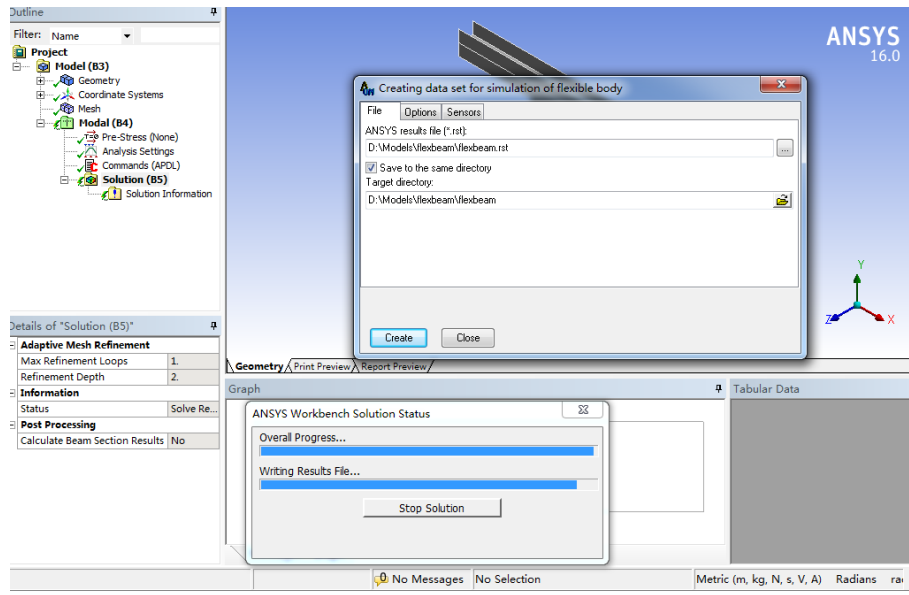 Outline
Filter: Name
Project
Model (B3)
Geometry
Coordinate Systems
Mesh
Modal (B4)
Pre-Stress (None)
Analysis Settings
Commands (APDL)
Solution (B5)
Solution Information
ANSYS
16.0
Creating data set for simulation of flexible body
File Options Sensors
ANSYS results file (*.rst):
D:\Models\flexbeam\flexbeam.rst
...
Save to the same directory
Target directory:
D:\Models\flexbeam\flexbeam
Create Close
Y
Z X
Details of "Solution (B5)"
Adaptive Mesh Refinement
Max Refinement Loops 1.
Refinement Depth 2.
Information
Status Solve Re...
Post Processing
Calculate Beam Section Results No
Geometry Print Preview Report Preview
Graph
Tabular Data
ANSYS Workbench Solution Status
Overall Progress...
Writing Results File...
Stop Solution
0 No Messages No Selection Metric (m, kg, N, s, V, A) Radians ra